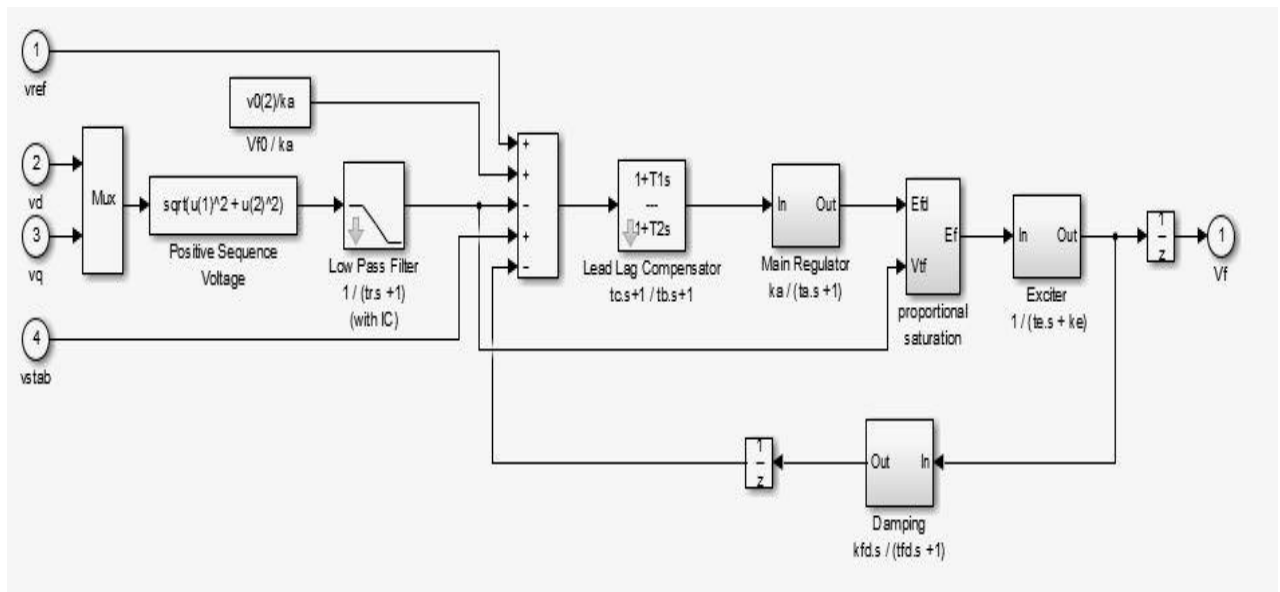 1
vref
v0(2)/ka
Vf0 / ka
2
vd
3
vq
Mux
sqrt(u(1)^2 + u(2)^2)
Positive Sequence
Voltage
Low Pass Filter
1 / (tr.s +1)
(with IC)
4
vstab
+
+
−
+
−
1+T1s
---
1+T2s
Lead Lag Compensator
tc.s+1 / tb.s+1
In Out
Main Regulator
ka / (ta.s +1)
Efd
Ef
Vtf
proportional
saturation
In Out
Exciter
1 / (te.s + ke)
1
z
1
Vf
1
z
Out In
Damping
kfd.s / (tfd.s +1)